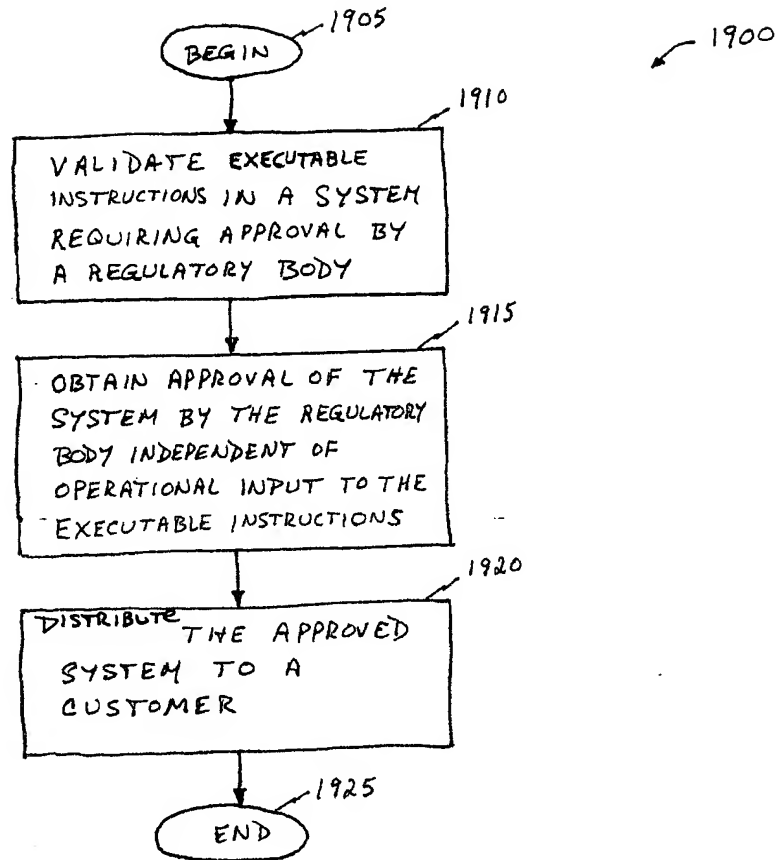 1905
BEGIN
1900
1910
VALIDATE EXECUTABLE
INSTRUCTIONS IN A SYSTEM
REQUIRING APPROVAL BY
A REGULATORY BODY
1915
OBTAIN APPROVAL OF THE
SYSTEM BY THE REGULATORY
BODY INDEPENDENT OF
OPERATIONAL INPUT TO THE
EXECUTABLE INSTRUCTIONS
1920
DISTRIBUTE THE APPROVED
SYSTEM TO A
CUSTOMER
1925
END